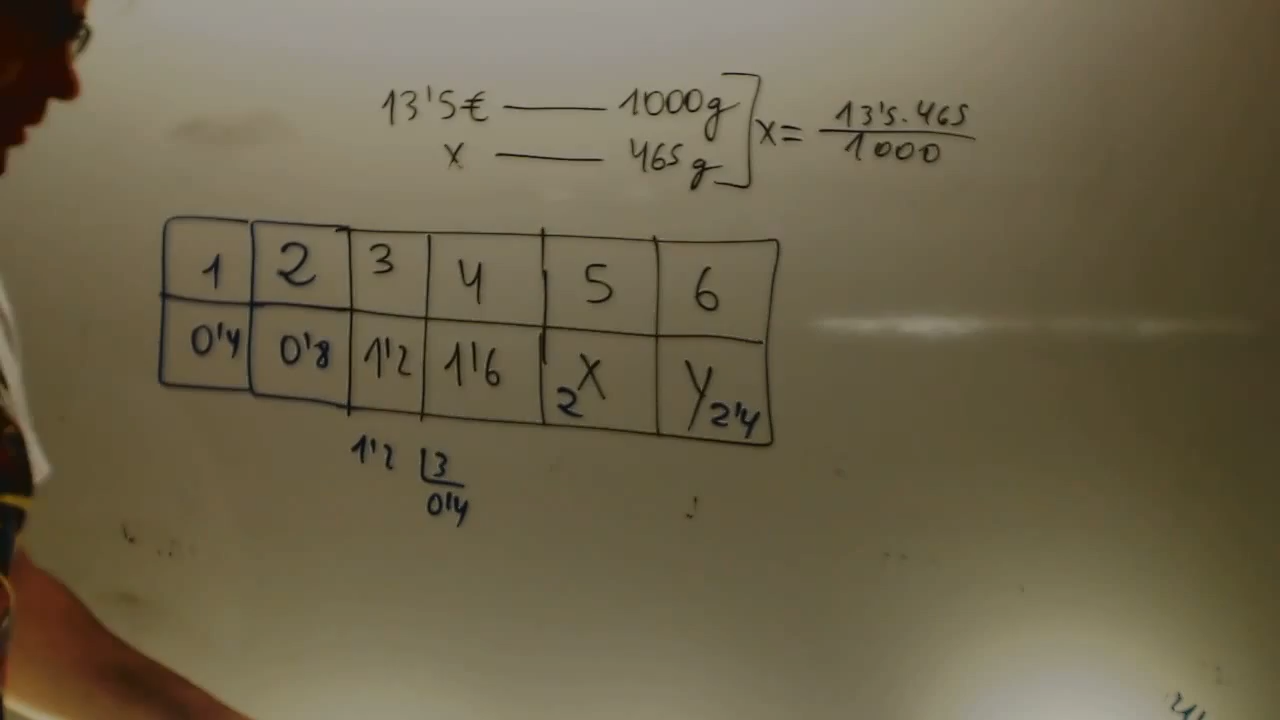 13'5€ — 1000g
x — 465g
x = 13'5.465
1000
1 2 3 4 5 6
0'4 0'8 1'2 1'6 x 2 y 2'4
1'2 3
0'4